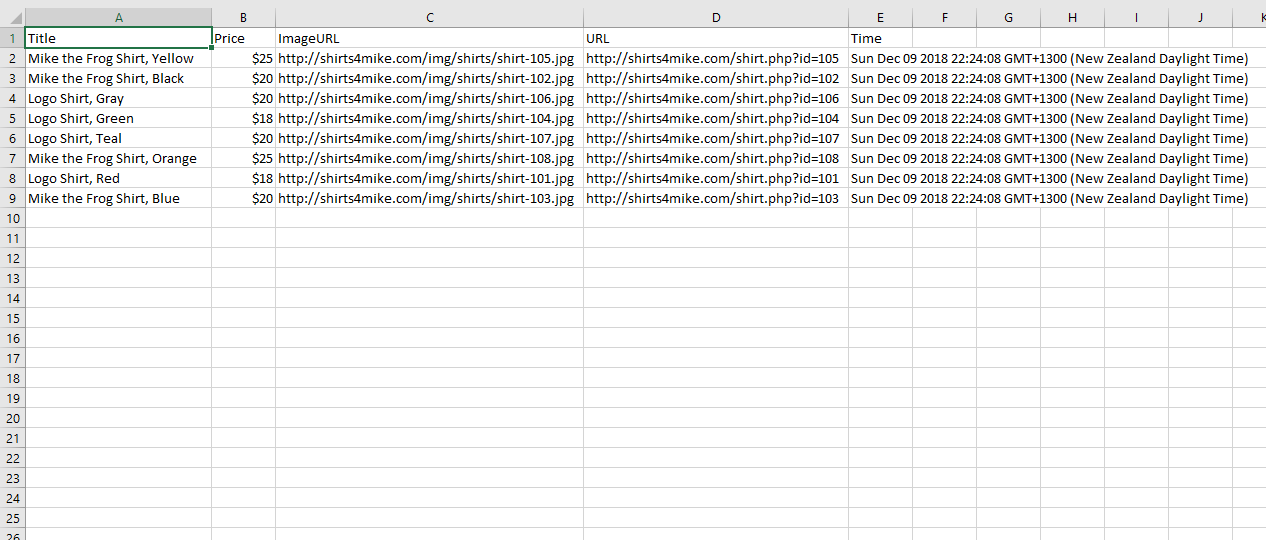 A B C D E F G H I J K
1 Title Price ImageURL URL Time
2 Mike the Frog Shirt, Yellow $25 http://shirts4mike.com/img/shirts/shirt-105.jpg http://shirts4mike.com/shirt.php?id=105 Sun Dec 09 2018 22:24:08 GMT+1300 (New Zealand Daylight Time)
3 Mike the Frog Shirt, Black $20 http://shirts4mike.com/img/shirts/shirt-102.jpg http://shirts4mike.com/shirt.php?id=102 Sun Dec 09 2018 22:24:08 GMT+1300 (New Zealand Daylight Time)
4 Logo Shirt, Gray $20 http://shirts4mike.com/img/shirts/shirt-106.jpg http://shirts4mike.com/shirt.php?id=106 Sun Dec 09 2018 22:24:08 GMT+1300 (New Zealand Daylight Time)
5 Logo Shirt, Green $18 http://shirts4mike.com/img/shirts/shirt-104.jpg http://shirts4mike.com/shirt.php?id=104 Sun Dec 09 2018 22:24:08 GMT+1300 (New Zealand Daylight Time)
6 Logo Shirt, Teal $20 http://shirts4mike.com/img/shirts/shirt-107.jpg http://shirts4mike.com/shirt.php?id=107 Sun Dec 09 2018 22:24:08 GMT+1300 (New Zealand Daylight Time)
7 Mike the Frog Shirt, Orange $25 http://shirts4mike.com/img/shirts/shirt-108.jpg http://shirts4mike.com/shirt.php?id=108 Sun Dec 09 2018 22:24:08 GMT+1300 (New Zealand Daylight Time)
8 Logo Shirt, Red $18 http://shirts4mike.com/img/shirts/shirt-101.jpg http://shirts4mike.com/shirt.php?id=101 Sun Dec 09 2018 22:24:08 GMT+1300 (New Zealand Daylight Time)
9 Mike the Frog Shirt, Blue $20 http://shirts4mike.com/img/shirts/shirt-103.jpg http://shirts4mike.com/shirt.php?id=103 Sun Dec 09 2018 22:24:08 GMT+1300 (New Zealand Daylight Time)
10
11
12
13
14
15
16
17
18
19
20
21
22
23
24
25
26